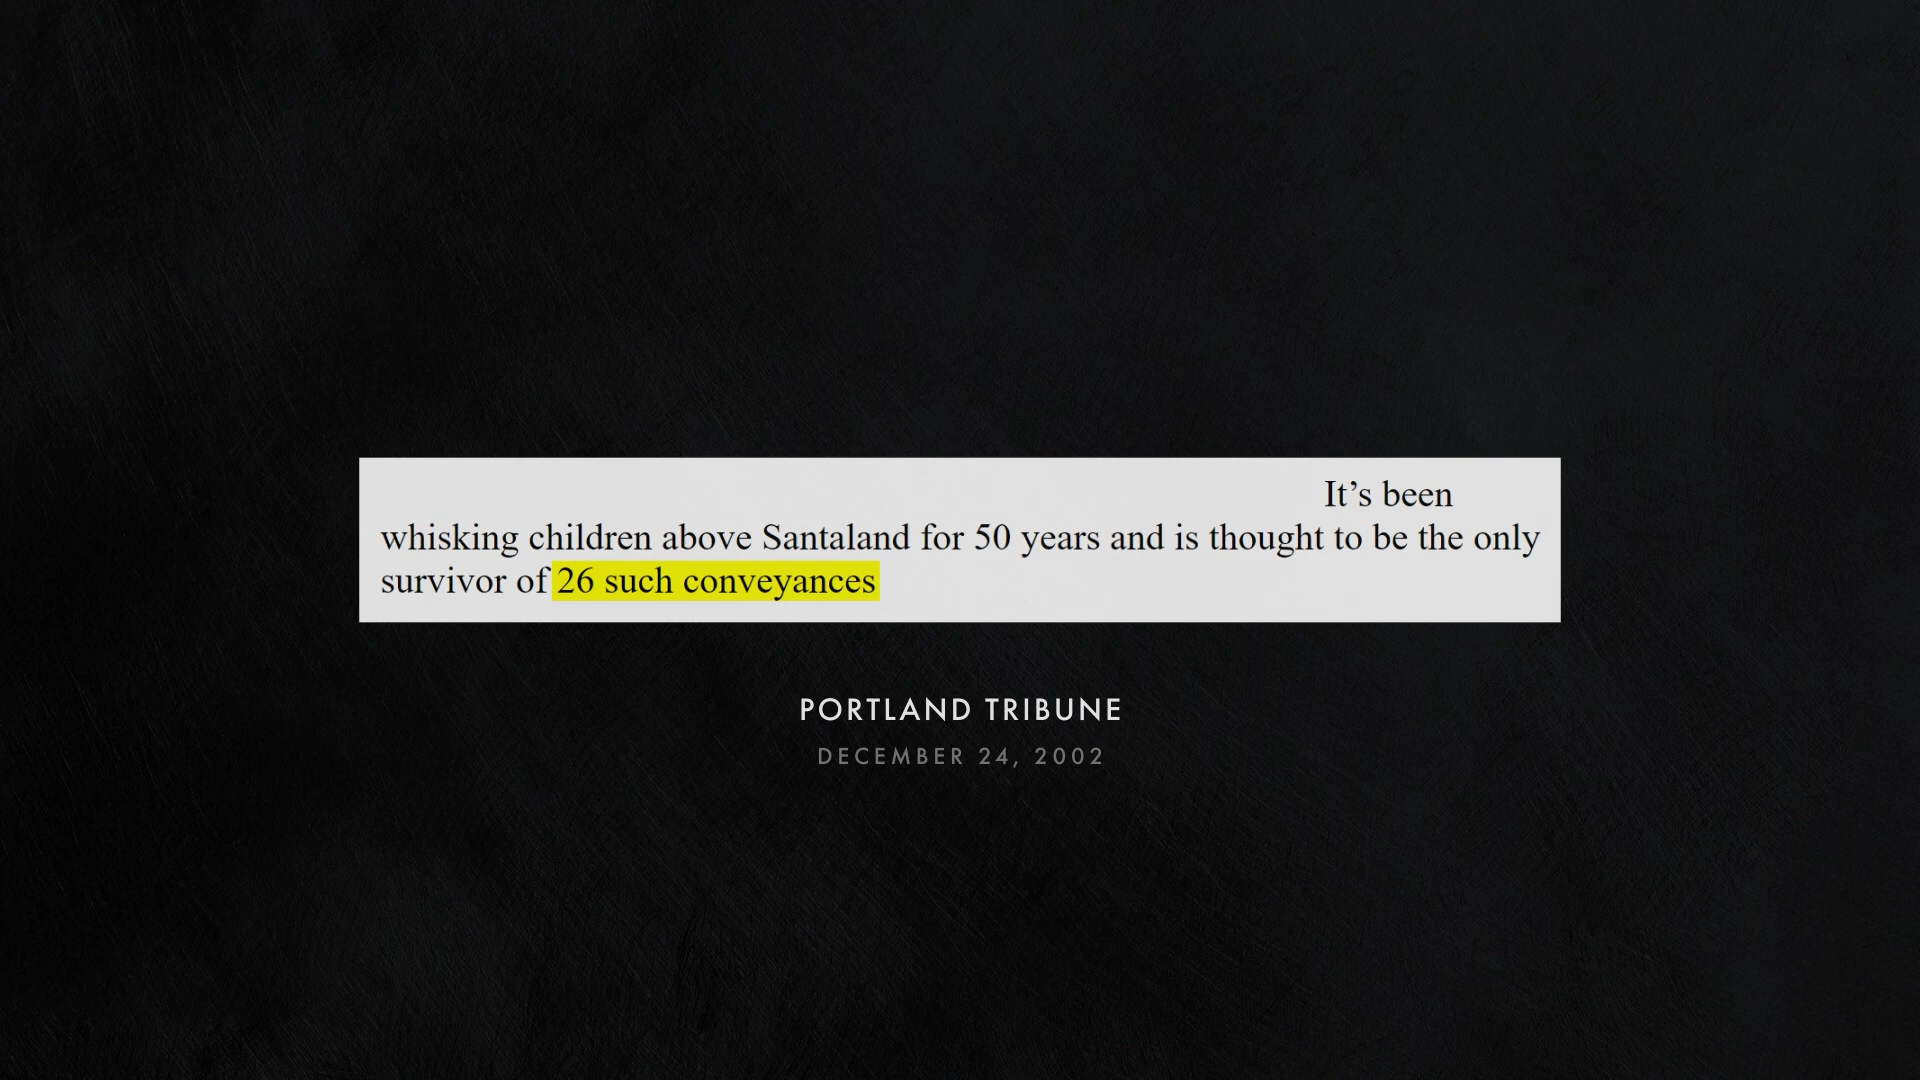 It’s been
whisking children above Santaland for 50 years and is thought to be the only
survivor of 26 such conveyances
PORTLAND TRIBUNE
DECEMBER 24, 2002